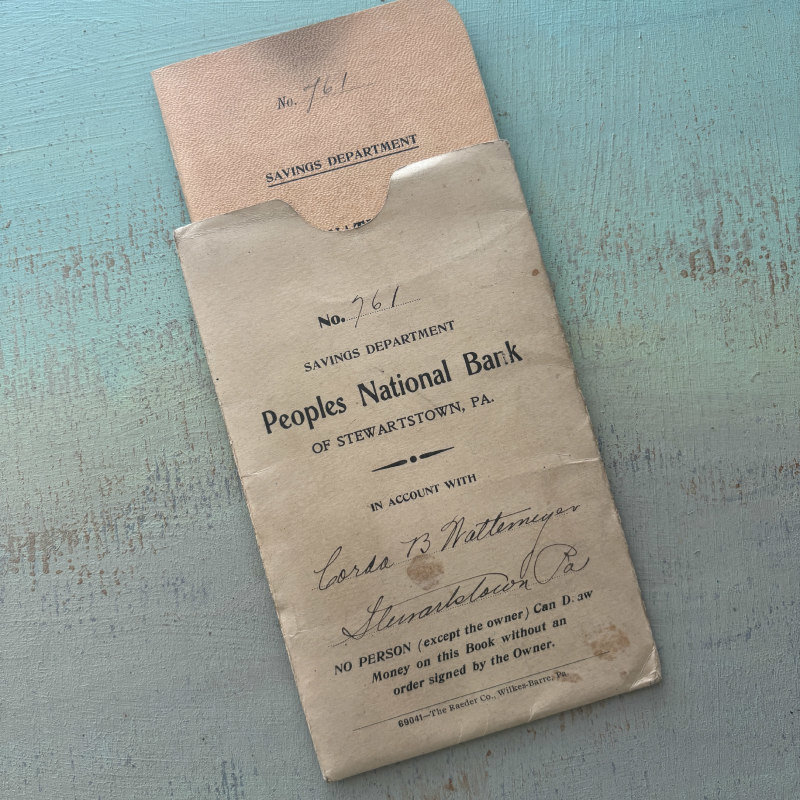 No. 761
SAVINGS DEPARTMENT
No. 761
SAVINGS DEPARTMENT
Peoples National Bank
OF STEWARTSTOWN, PA.
IN ACCOUNT WITH
Corda B Wattemeyer
Stewartstown Pa
NO PERSON (except the owner) Can D aw
Money on this Book without an
order signed by the Owner.
69041—The Raeder Co., Wilkes-Barre, Pa.